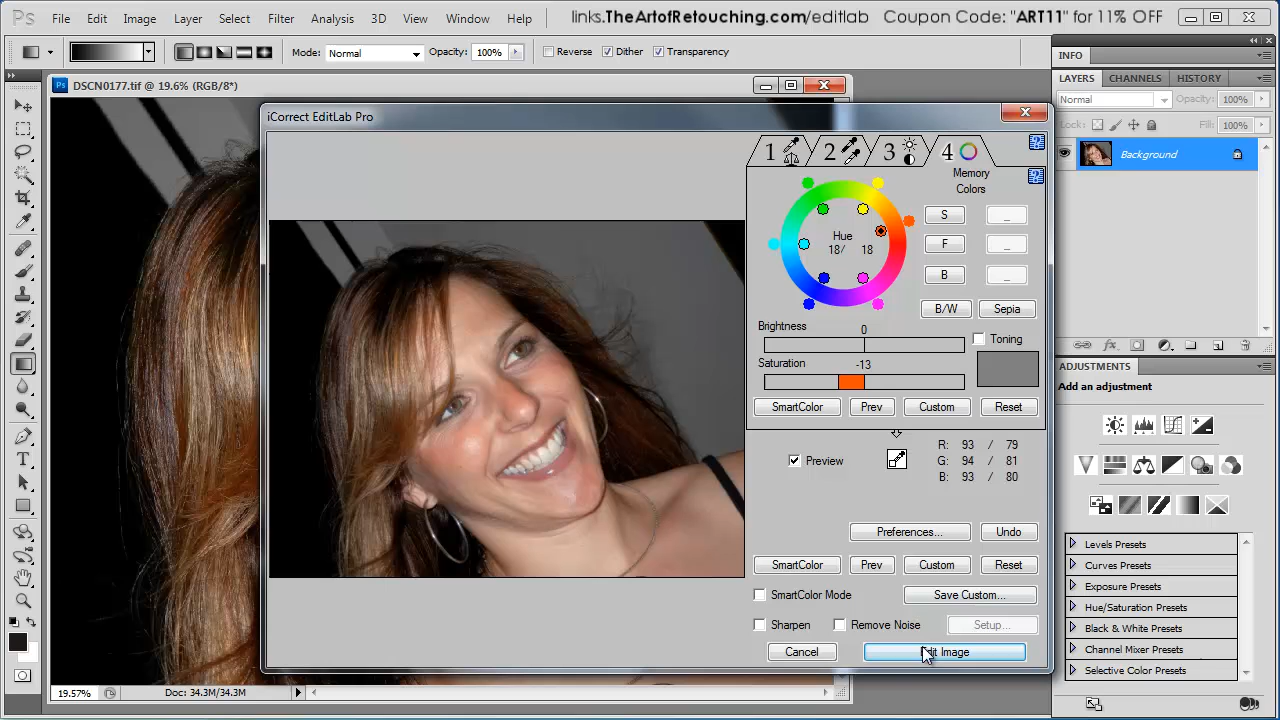 File Edit Image Layer Select Filter Analysis 3D View Window Help links.TheArtofRetouching.com/editlab Coupon Code: "ART11" for 11% OFF
Mode: Normal Opacity: 100% Reverse Dither Transparency
Ps DSCN0177.tif @ 19.6% (RGB/8*)
iCorrect EditLab Pro
1 2 3 4
Memory
Colors
Hue
18/ 18
S _
F _
B _
B/W Sepia
Brightness 0
Toning
Saturation -13
SmartColor Prev Custom Reset
R: 93 / 79
Preview G: 94 / 81
B: 93 / 80
Preferences... Undo
SmartColor Prev Custom Reset
SmartColor Mode Save Custom...
Sharpen Remove Noise Setup...
Cancel Image
19.57% Doc: 34.3M/34.3M
INFO
LAYERS CHANNELS HISTORY
Normal Opacity: 100%
Lock: Fill: 100%
Background
ADJUSTMENTS
Add an adjustment
Levels Presets
Curves Presets
Exposure Presets
Hue/Saturation Presets
Black & White Presets
Channel Mixer Presets
Selective Color Presets